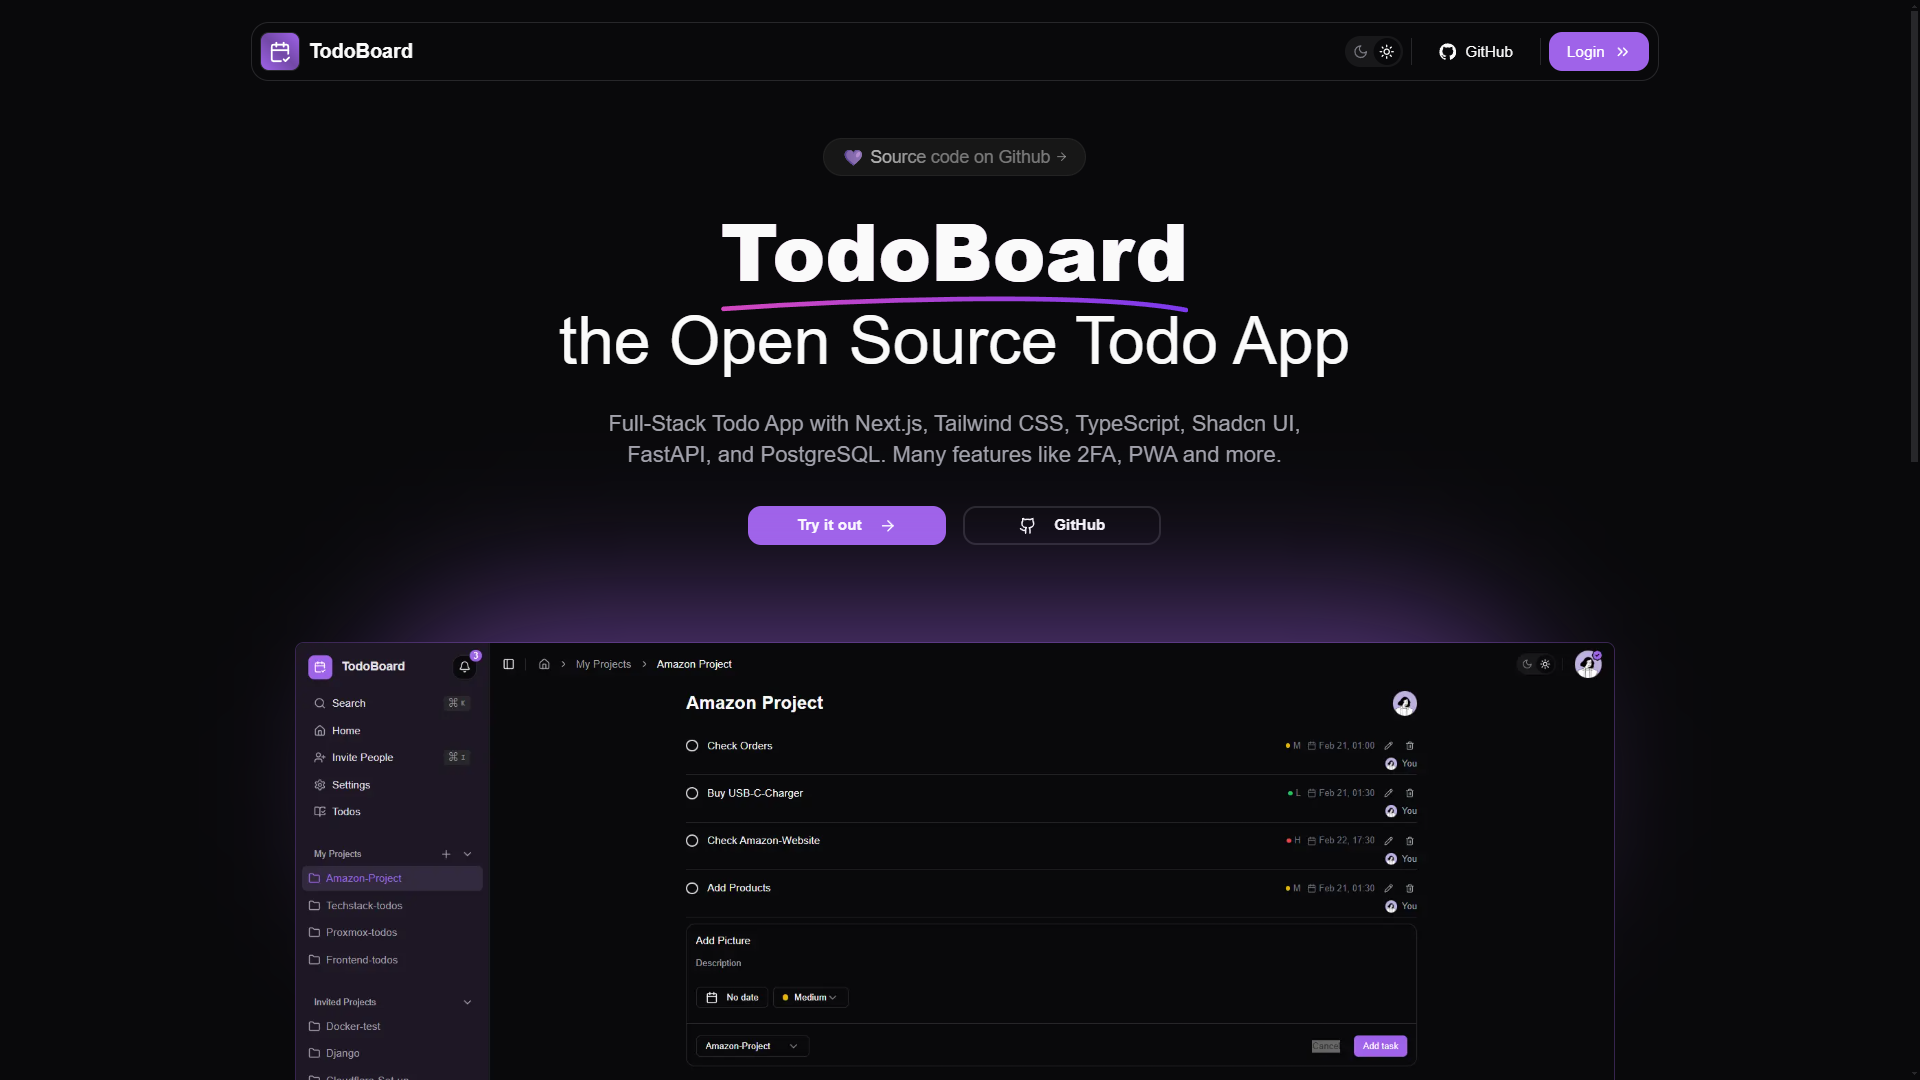 TodoBoard
GitHub
Login
Source code on Github
TodoBoard
the Open Source Todo App
Full-Stack Todo App with Next.js, Tailwind CSS, TypeScript, Shadcn UI,
FastAPI, and PostgreSQL. Many features like 2FA, PWA and more.
Try it out
GitHub
TodoBoard
3
Search
⌘ K
Home
Invite People
⌘ I
Settings
Todos
My Projects
Amazon-Project
Techstack-todos
Proxmox-todos
Frontend-todos
Invited Projects
Docker-test
Django
My Projects
Amazon Project
Amazon Project
Check Orders
M
Feb 21, 01:00
You
Buy USB-C-Charger
L
Feb 21, 01:30
You
Check Amazon-Website
H
Feb 22, 17:30
You
Add Products
M
Feb 21, 01:30
You
Add Picture
Description
No date
Medium
Amazon-Project
Cancel
Add task